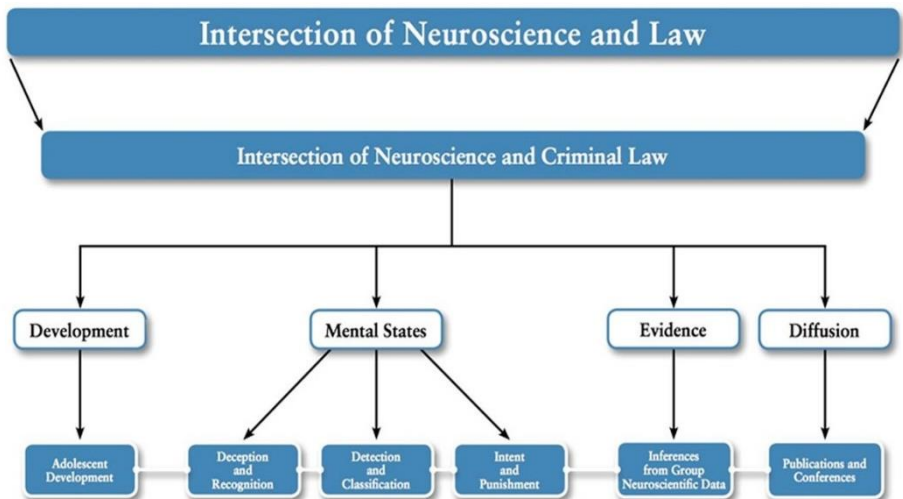 Intersection of Neuroscience and Law
Intersection of Neuroscience and Criminal Law
Development
Mental States
Evidence
Diffusion
Adolescent
Development
Deception
and
Recognition
Detection
and
Classification
Intent
and
Punishment
Inferences
from Group
Neuroscientific Data
Publications and
Conferences